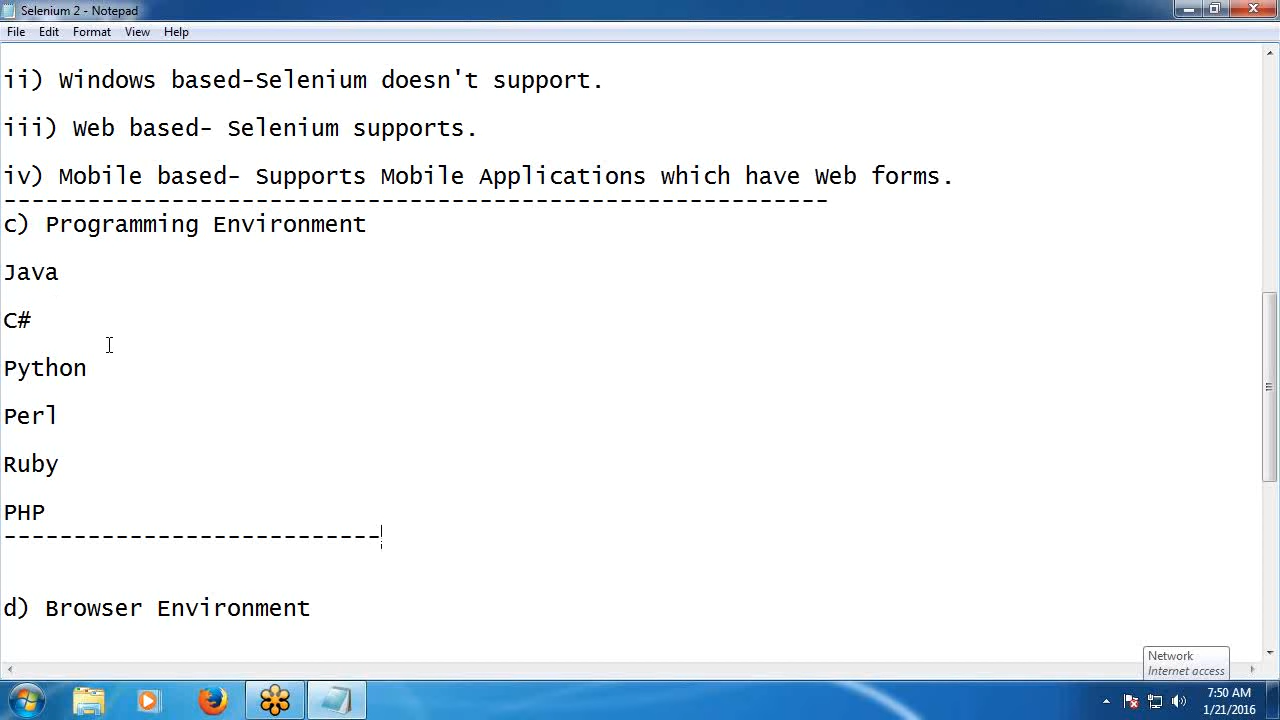 Selenium 2 - Notepad
File Edit Format View Help
ii) Windows based-Selenium doesn't support.
iii) Web based- Selenium supports.
iv) Mobile based- Supports Mobile Applications which have Web forms.
-----------------------------------------------------------
c) Programming Environment
Java
C#
Python
Perl
Ruby
PHP
---------------------------
d) Browser Environment
Network
Internet access
7:50 AM
1/21/2016